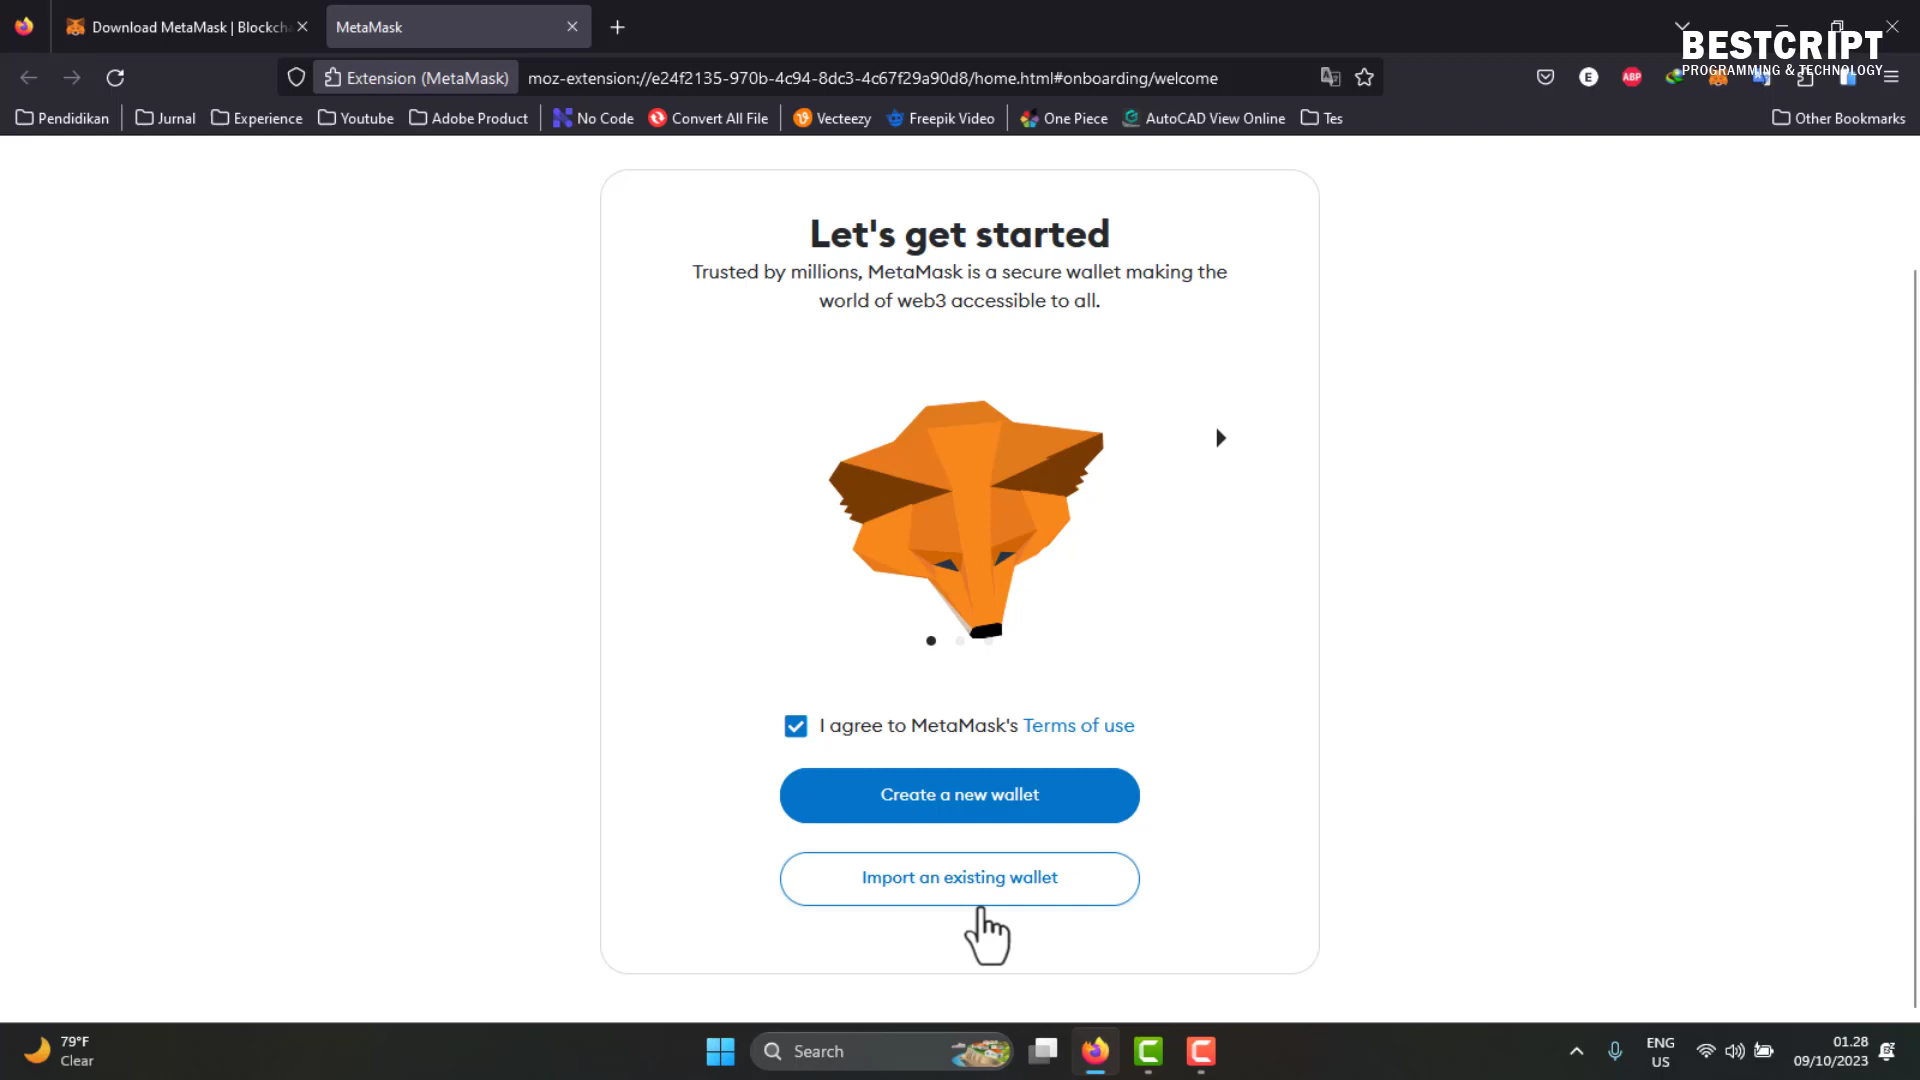 Download MetaMask | Blockcha
MetaMask
BESTCRIPT
PROGRAMMING & TECHNOLOGY
Extension (MetaMask)
moz-extension://e24f2135-970b-4c94-8dc3-4c67f29a90d8/home.html#onboarding/welcome
E
ABP
Pendidikan
Jurnal
Experience
Youtube
Adobe Product
No Code
Convert All File
Vecteezy
Freepik Video
One Piece
AutoCAD View Online
Tes
Other Bookmarks
Let's get started
Trusted by millions, MetaMask is a secure wallet making the
world of web3 accessible to all.
I agree to MetaMask's Terms of use
Create a new wallet
Import an existing wallet
79°F
Clear
Search
ENG
US
01.28
09/10/2023